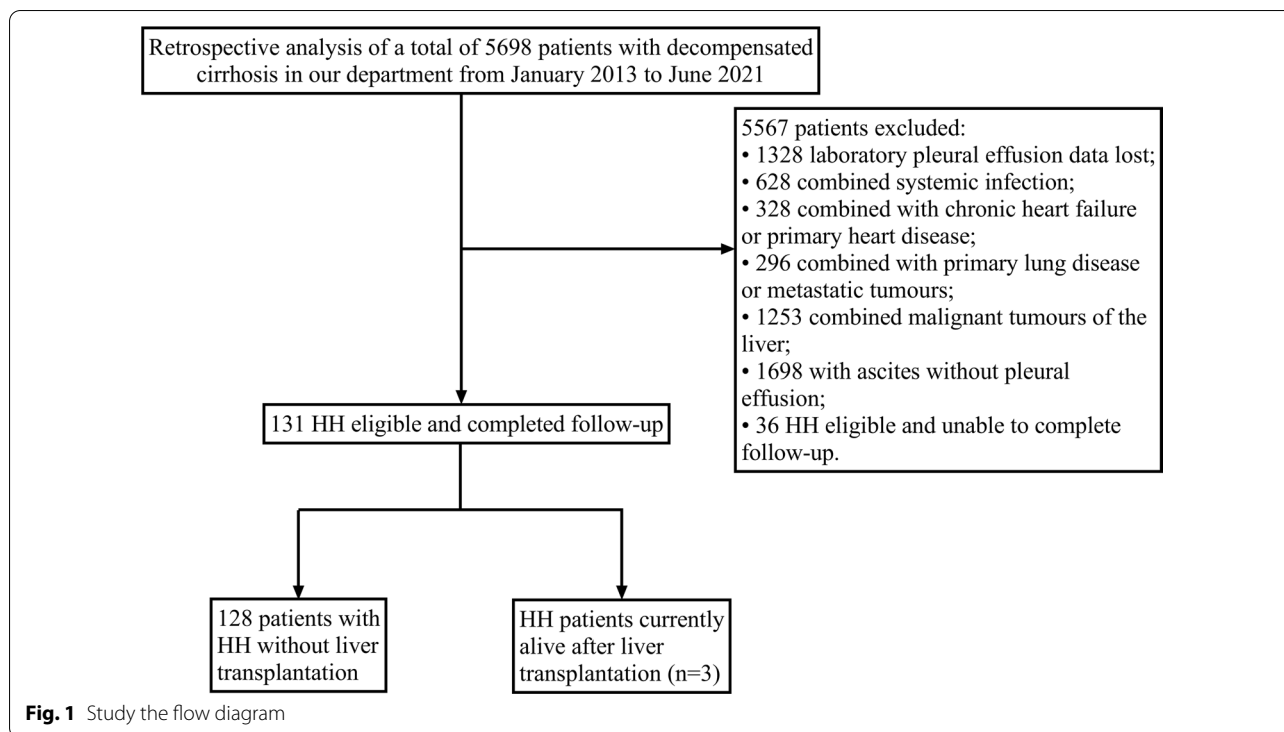 Retrospective analysis of a total of 5698 patients with decompensated
cirrhosis in our department from January 2013 to June 2021
5567 patients excluded:
• 1328 laboratory pleural effusion data lost;
• 628 combined systemic infection;
• 328 combined with chronic heart failure
or primary heart disease;
• 296 combined with primary lung disease
or metastatic tumours;
• 1253 combined malignant tumours of the
liver;
• 1698 with ascites without pleural
effusion;
• 36 HH eligible and unable to complete
follow-up.
131 HH eligible and completed follow-up
128 patients with
HH without liver
transplantation
HH patients currently
alive after liver
transplantation (n=3)
Fig. 1 Study the flow diagram